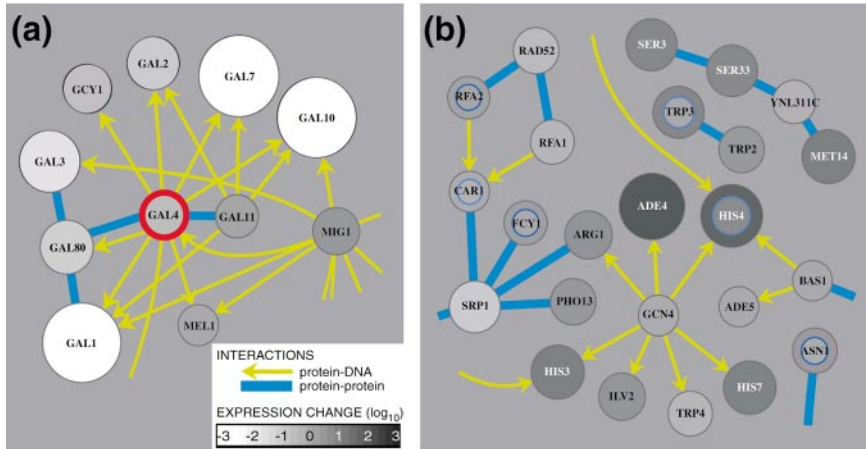 (a)
GAL2
GAL7
GCY1
GAL10
GAL3
GAL4
GAL11
MIG1
GAL80
MEL1
GAL1
INTERACTIONS
protein-DNA
protein-protein
EXPRESSION CHANGE (log10)
-3 -2 -1 0 1 2 3
(b)
RAD52
SER3
SER33
RFA2
YNL311C
TRP3
RFA1
TRP2
MET14
CAR1
ADE4
HIS4
FCY1
ARG1
BAS1
SRP1
PHO13
GCN4
ADE5
ASN1
HIS3
ILV2
HIS7
TRP4